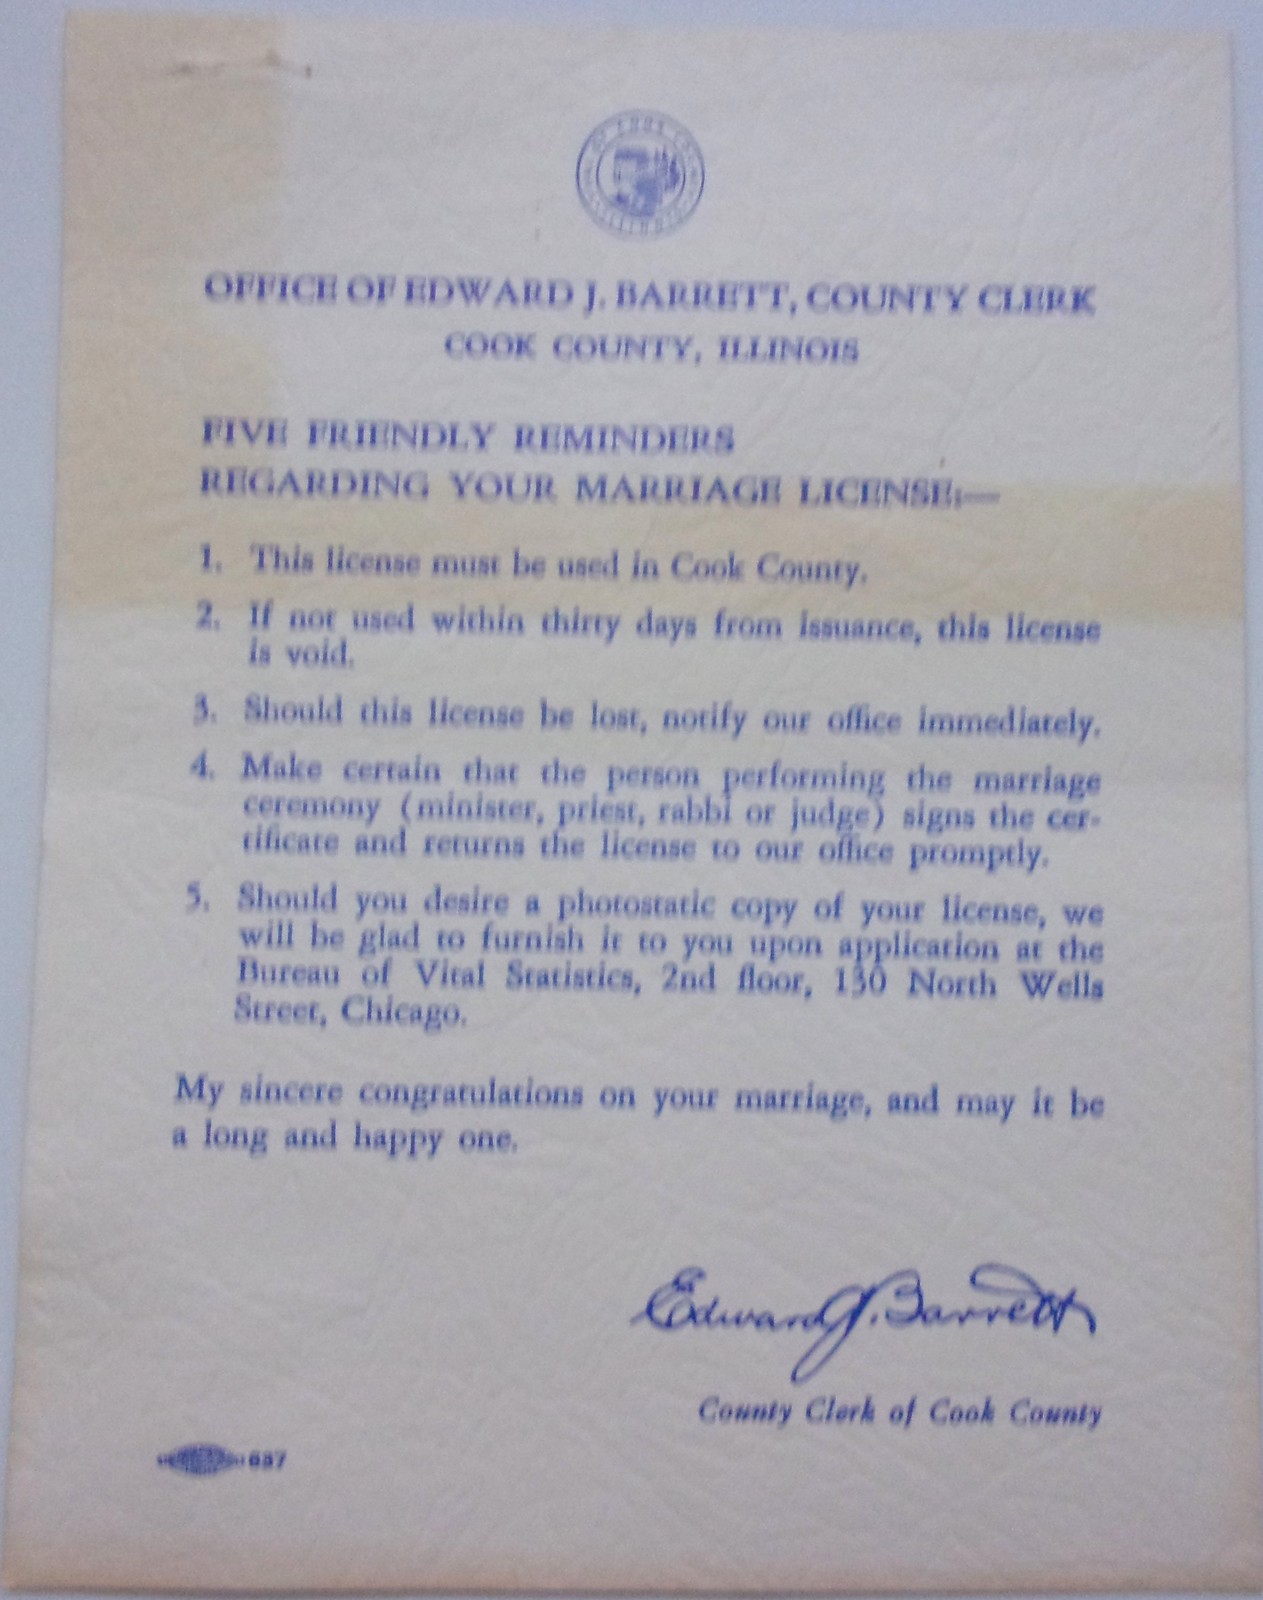 OFFICE OF EDWARD J. BARRETT, COUNTY CLERK
COOK COUNTY, ILLINOIS
FIVE FRIENDLY REMINDERS
REGARDING YOUR MARRIAGE LICENSE:—
1. This license must be used in Cook County.
2. If not used within thirty days from issuance, this license
is void.
3. Should this license be lost, notify our office immediately.
4. Make certain that the person performing the marriage
ceremony (minister, priest, rabbi or judge) signs the cer-
tificate and returns the license to our office promptly.
5. Should you desire a photostatic copy of your license, we
will be glad to furnish it to you upon application at the
Bureau of Vital Statistics, 2nd floor, 130 North Wells
Street, Chicago.
My sincere congratulations on your marriage, and may it be
a long and happy one.
Edward J. Barrett
County Clerk of Cook County